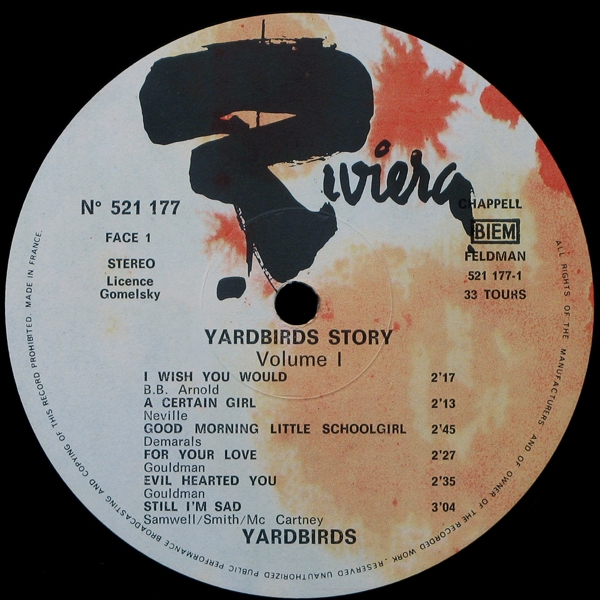 Riviera
N° 521 177
FACE 1
STEREO
Licence
Gomelsky
CHAPPELL
BIEM
FELDMAN
521 177-1
33 TOURS
YARDBIRDS STORY
Volume I
I WISH YOU WOULD 2'17
B.B. Arnold
A CERTAIN GIRL 2'13
Neville
GOOD MORNING LITTLE SCHOOLGIRL 2'45
Demarals
FOR YOUR LOVE 2'27
Gouldman
EVIL HEARTED YOU 2'35
Gouldman
STILL I'M SAD 3'04
Samwell/Smith/Mc Cartney
YARDBIRDS
ALL RIGHTS OF THE MANUFACTURERS AND OF OWNER OF THE RECORDED WORK. RESERVED UNAUTHORIZED PUBLIC PERFORMANCE BROADCASTING AND COPYING OF THIS RECORD PROHIBITED. MADE IN FRANCE.